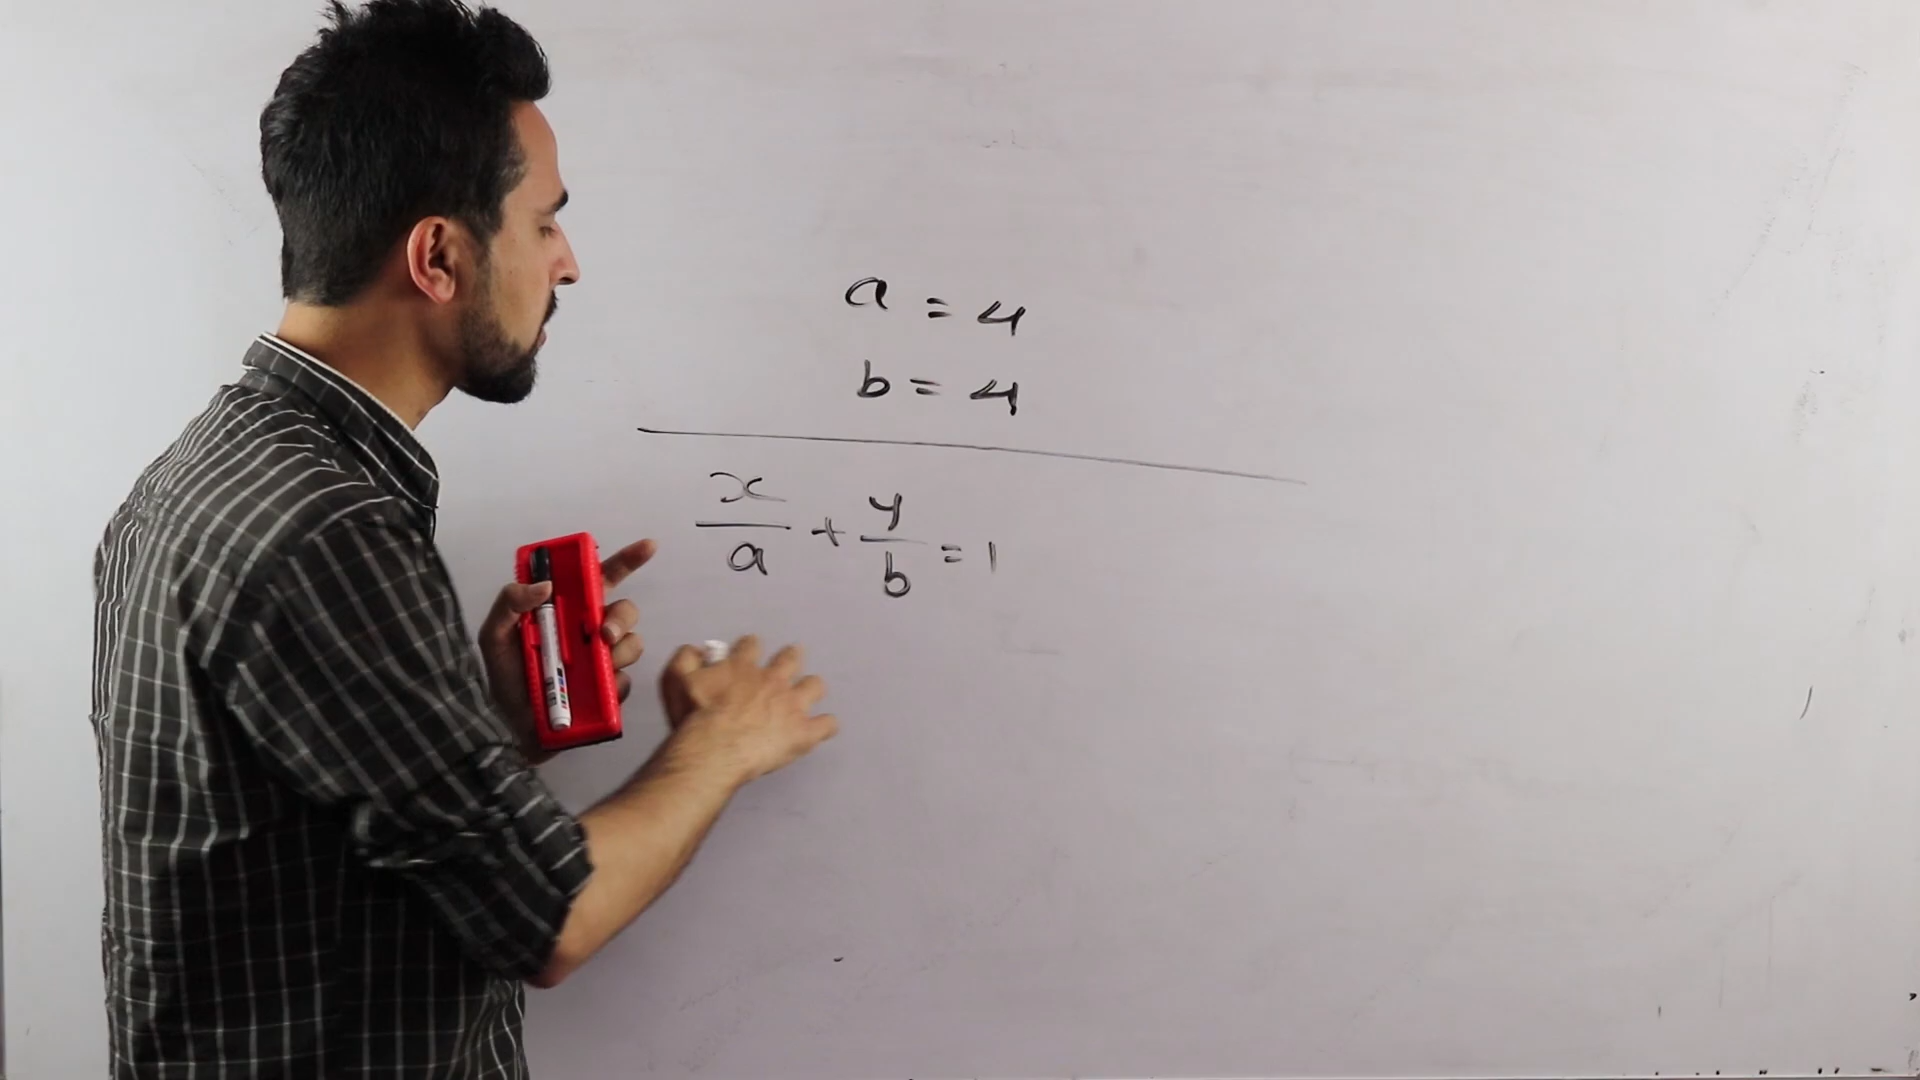 a = 4
b = 4
x/a + y/b = 1